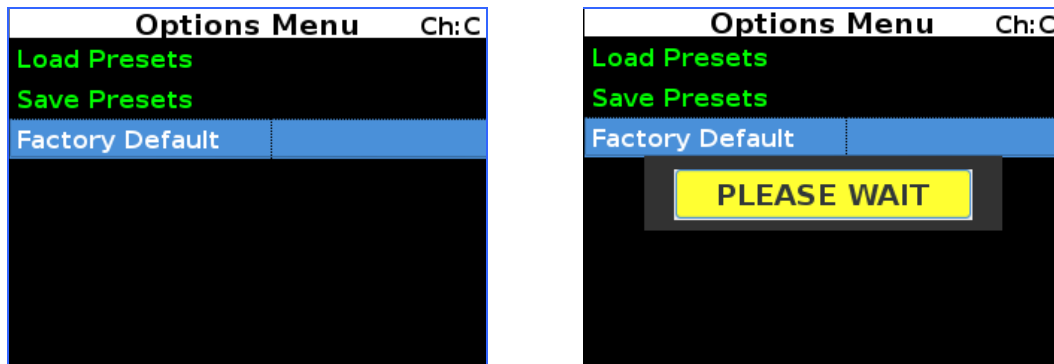 Options Menu Ch:C
Load Presets
Save Presets
Factory Default
Options Menu Ch:C
Load Presets
Save Presets
Factory Default
PLEASE WAIT